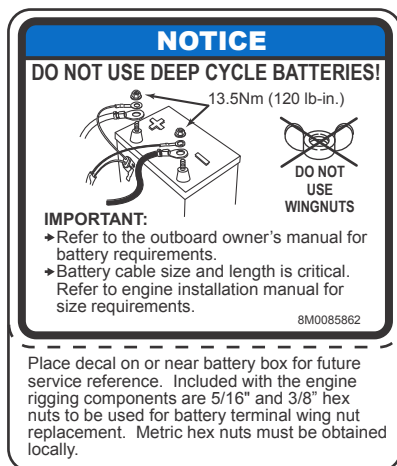 NOTICE
DO NOT USE DEEP CYCLE BATTERIES!
13.5Nm (120 lb-in.)
DO NOT
USE
WINGNUTS
IMPORTANT:
Refer to the outboard owner's manual for
battery requirements.
Battery cable size and length is critical.
Refer to engine installation manual for
size requirements.
8M0085862
Place decal on or near battery box for future
service reference.  Included with the engine
rigging components are 5/16" and 3/8” hex
nuts to be used for battery terminal wing nut
replacement.  Metric hex nuts must be obtained
locally.